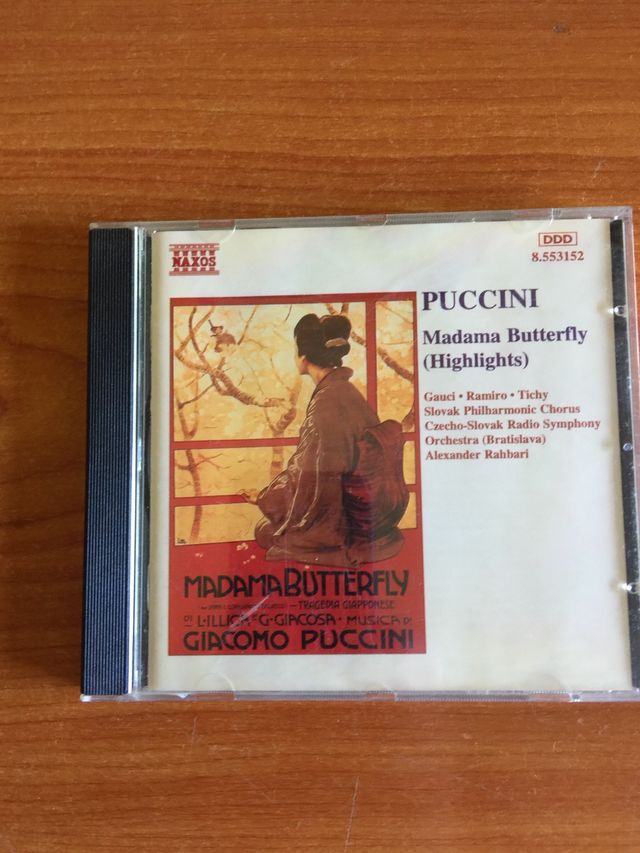 NAXOS
DDD
8.553152
PUCCINI
Madama Butterfly
(Highlights)
Gauci • Ramiro • Tichy
Slovak Philharmonic Chorus
Czecho-Slovak Radio Symphony
Orchestra (Bratislava)
Alexander Rahbari
MADAMA BUTTERFLY
TRAGEDIA GIAPPONESE
DI L•ILLICA E G•GIACOSA • MUSICA DI
GIACOMO PUCCINI